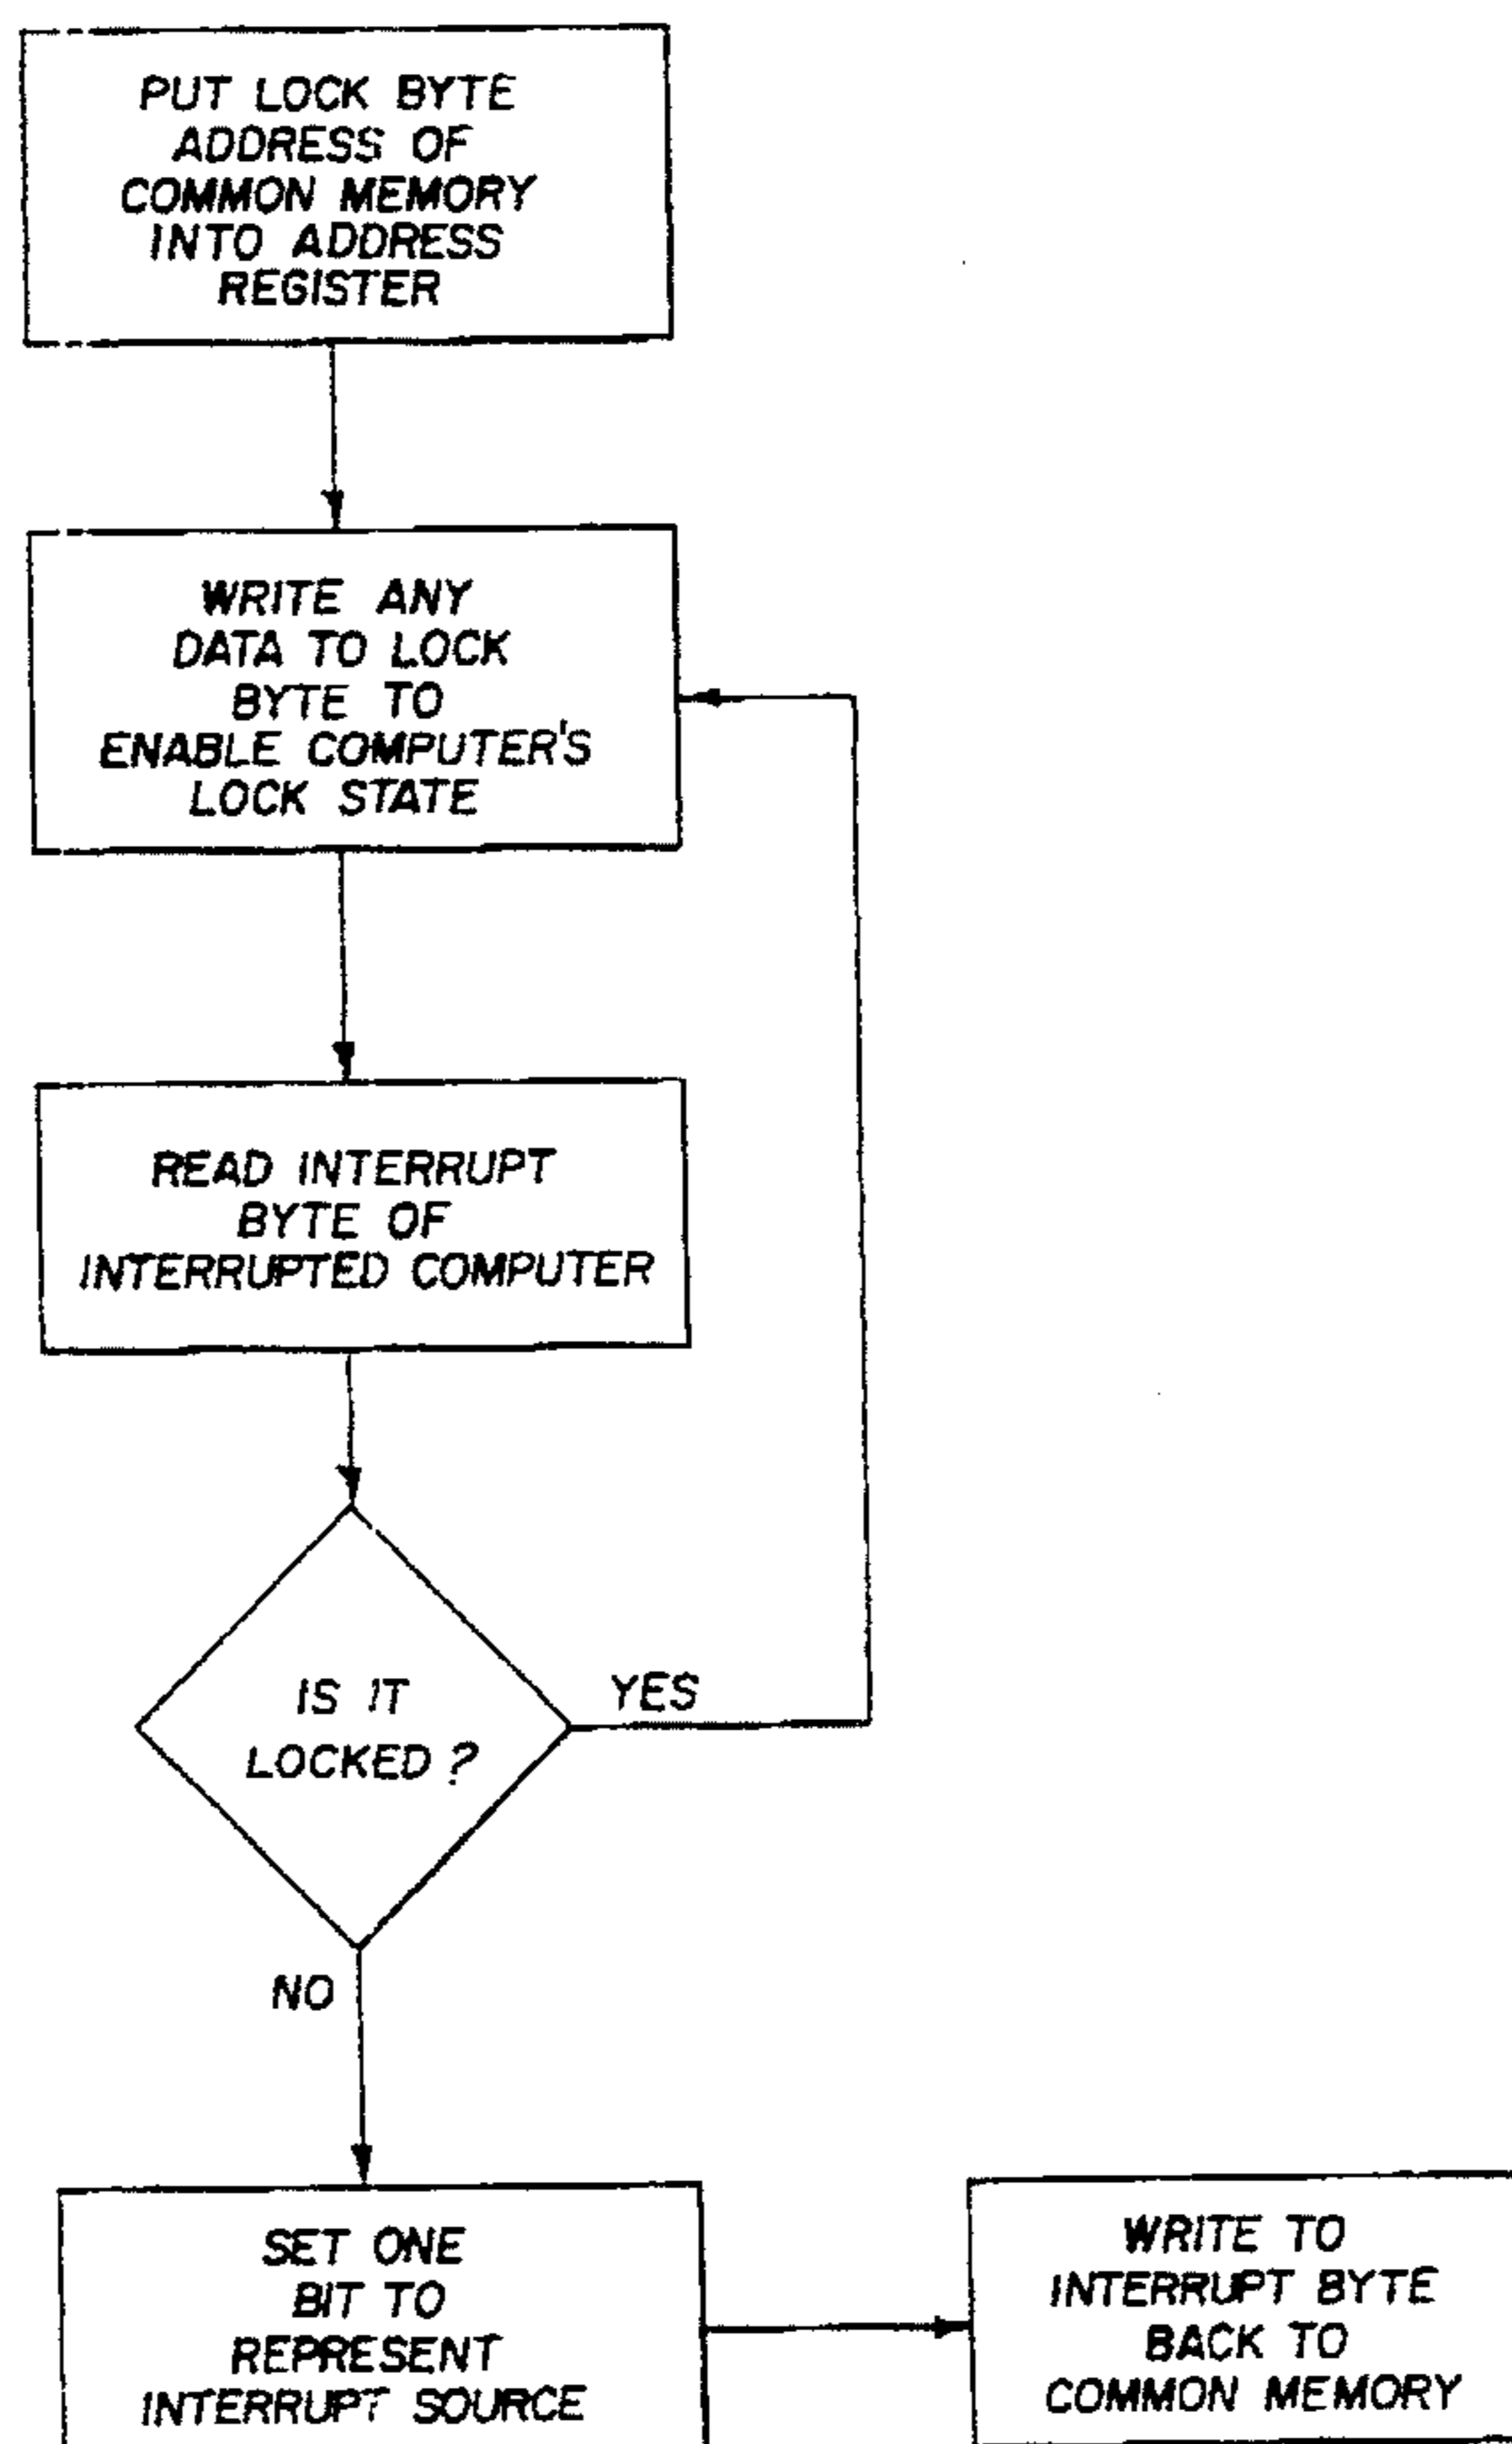 PUT LOCK BYTE
ADDRESS OF
COMMON MEMORY
INTO ADDRESS
REGISTER
WRITE ANY
DATA TO LOCK
BYTE TO
ENABLE COMPUTER'S
LOCK STATE
READ INTERRUPT
BYTE OF
INTERRUPTED COMPUTER
IS IT
LOCKED ?
YES
NO
SET ONE
BIT TO
REPRESENT
INTERRUPT SOURCE
WRITE TO
INTERRUPT BYTE
BACK TO
COMMON MEMORY